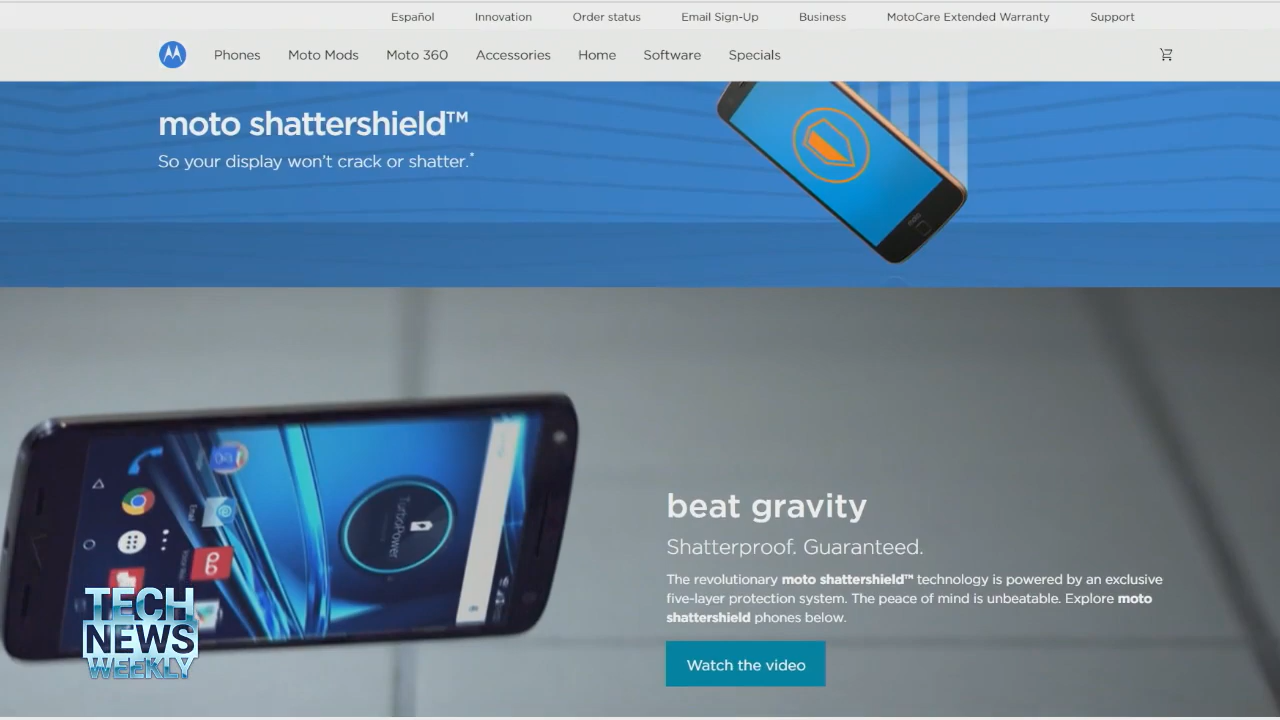 Español Innovation Order status Email Sign-Up Business MotoCare Extended Warranty Support
Phones Moto Mods Moto 360 Accessories Home Software Specials
moto shattershield™
So your display won't crack or shatter.*
beat gravity
Shatterproof. Guaranteed.
The revolutionary moto shattershield™ technology is powered by an exclusive
five-layer protection system. The peace of mind is unbeatable. Explore moto
shattershield phones below.
Watch the video
TurboPower
Email
TECH
NEWS
WEEKLY